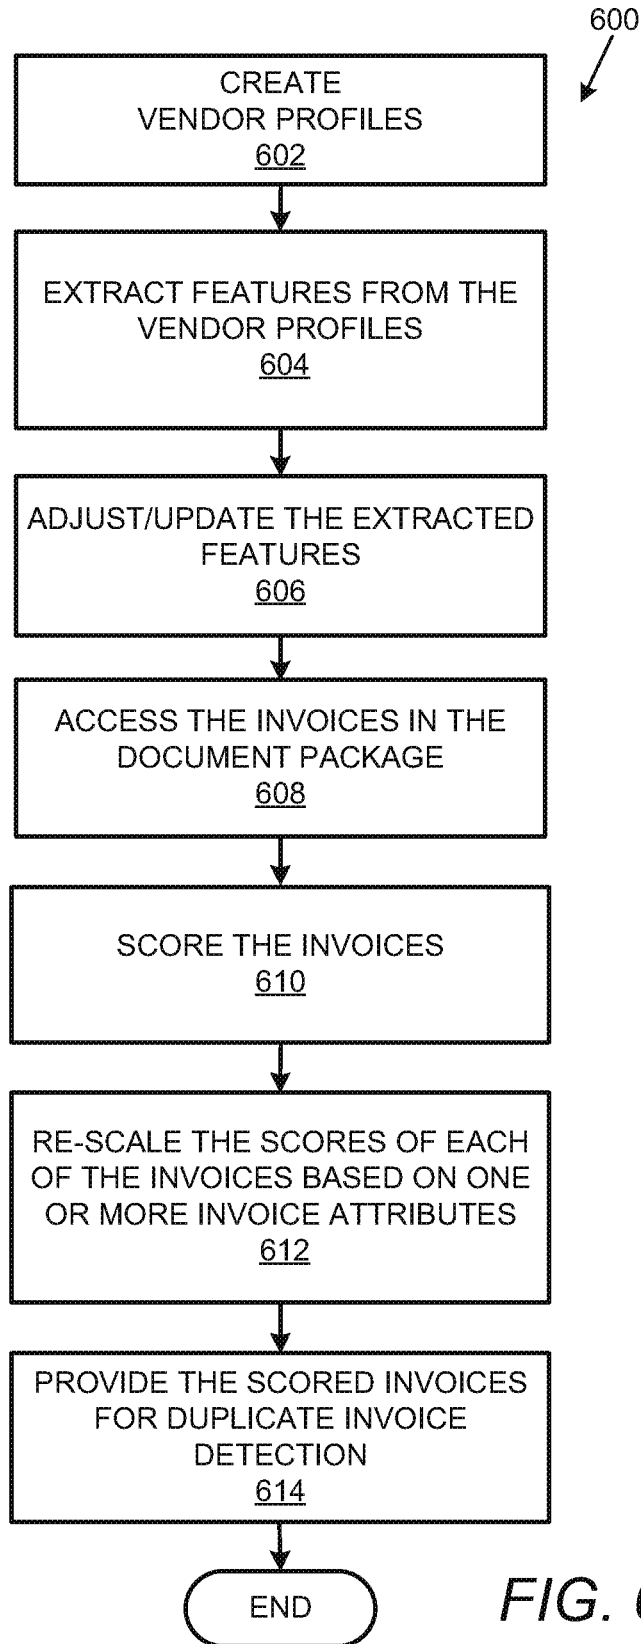 600
CREATE
VENDOR PROFILES
602
EXTRACT FEATURES FROM THE
VENDOR PROFILES
604
ADJUST/UPDATE THE EXTRACTED
FEATURES
606
ACCESS THE INVOICES IN THE
DOCUMENT PACKAGE
608
SCORE THE INVOICES
610
RE-SCALE THE SCORES OF EACH
OF THE INVOICES BASED ON ONE
OR MORE INVOICE ATTRIBUTES
612
PROVIDE THE SCORED INVOICES
FOR DUPLICATE INVOICE
DETECTION
614
END
FIG.